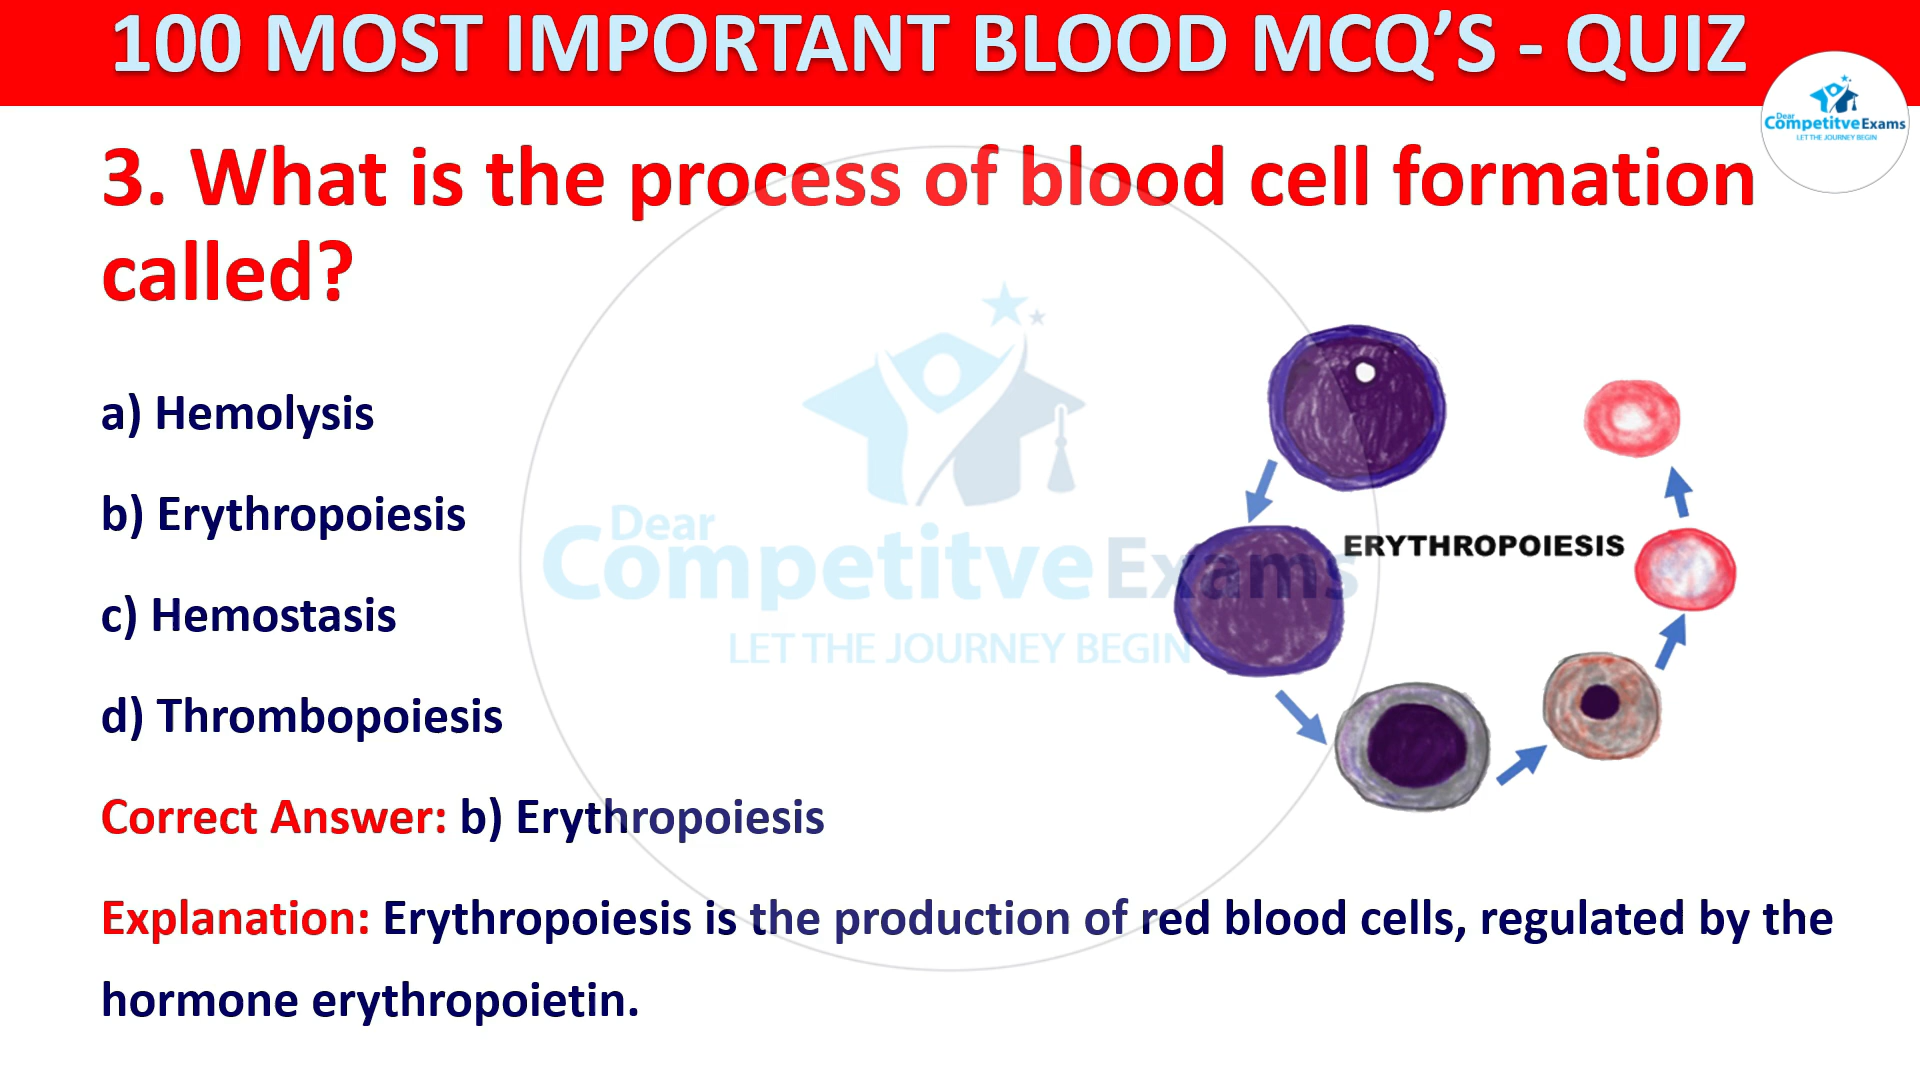 100 MOST IMPORTANT BLOOD MCQ’S - QUIZ
Dear
CompetitveExams
LET THE JOURNEY BEGIN
3. What is the process of blood cell formation
called?
a) Hemolysis
b) Erythropoiesis
c) Hemostasis
d) Thrombopoiesis
ERYTHROPOIESIS
Dear
CompetitveExams
LET THE JOURNEY BEGIN
Correct Answer: b) Erythropoiesis
Explanation: Erythropoiesis is the production of red blood cells, regulated by the
hormone erythropoietin.